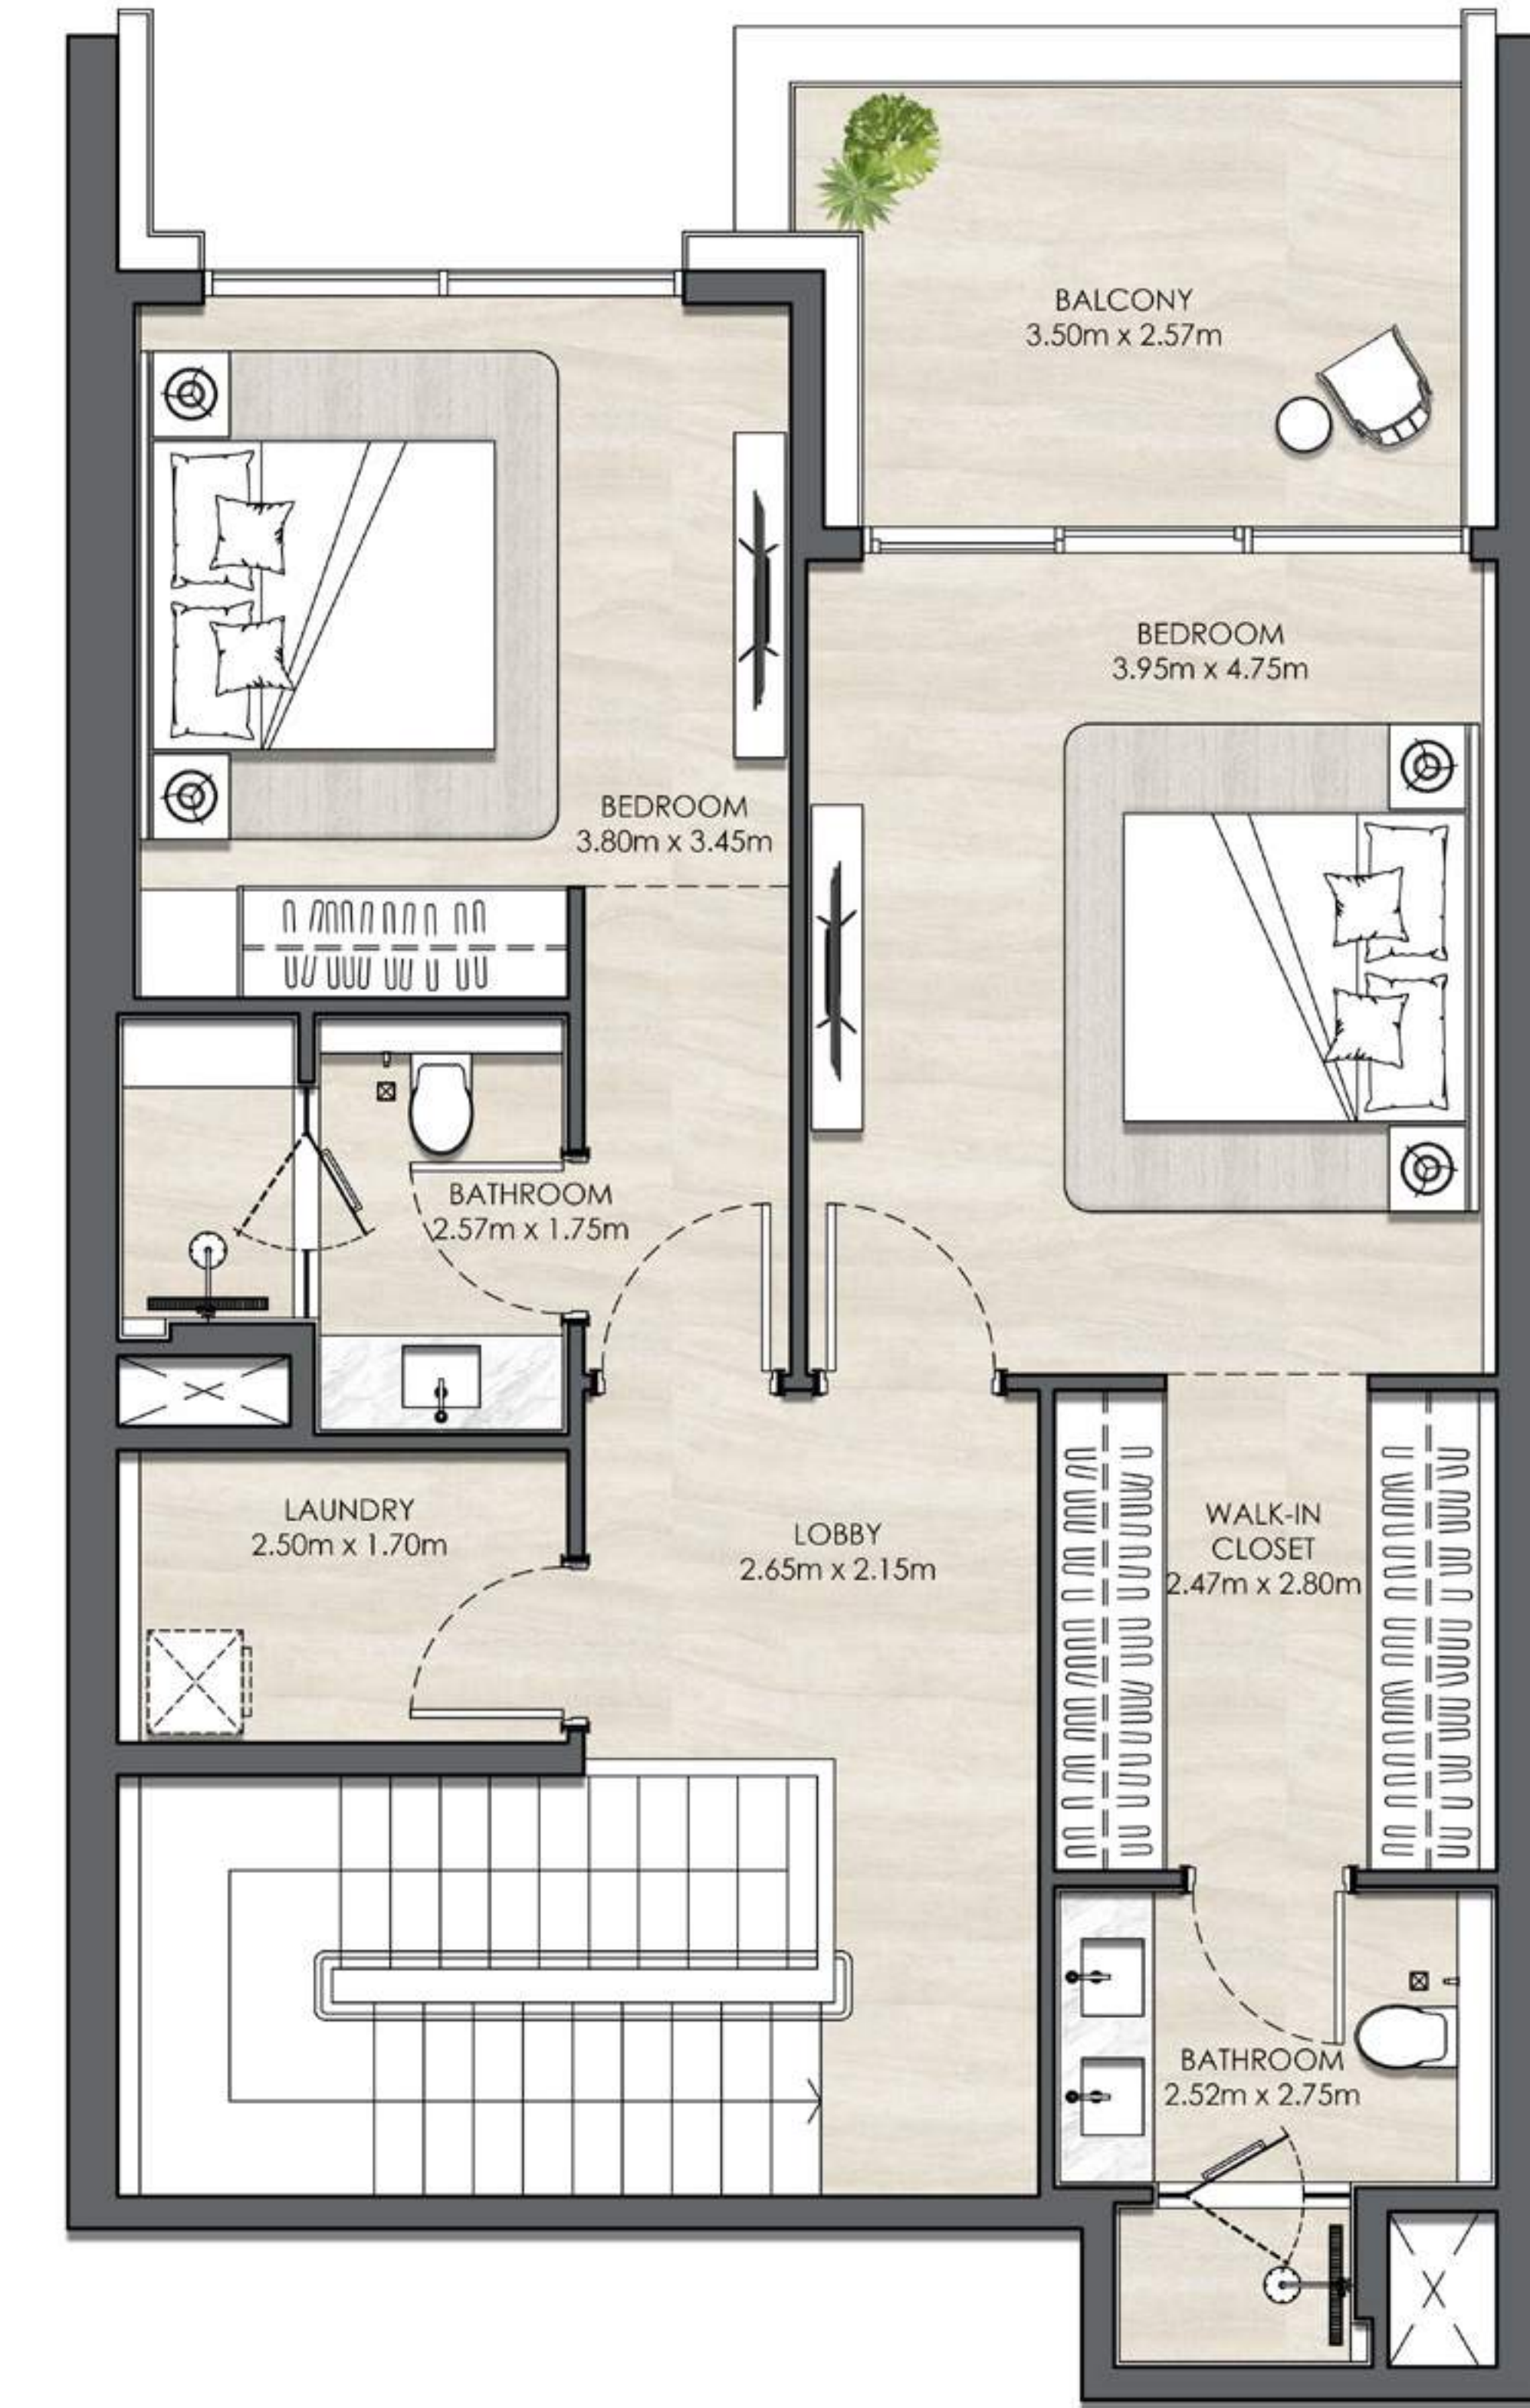 BALCONY
3.50m x 2.57m
BEDROOM
3.95m x 4.75m
BEDROOM
3.80m x 3.45m
BATHROOM
2.57m x 1.75m
LAUNDRY
2.50m x 1.70m
LOBBY
2.65m x 2.15m
WALK-IN
CLOSET
2.47m x 2.80m
BATHROOM
2.52m x 2.75m